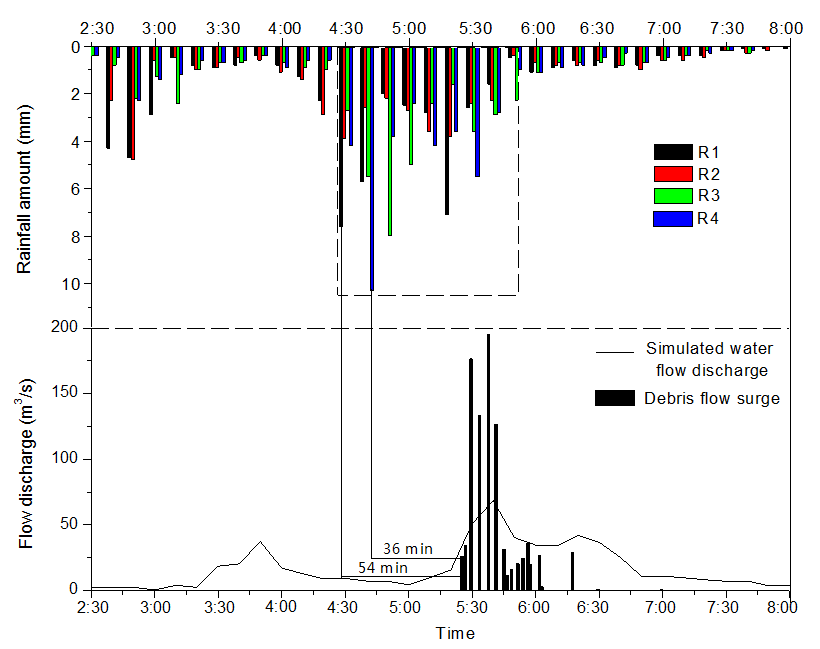 2:30 3:00 3:30 4:00 4:30 5:00 5:30 6:00 6:30 7:00 7:30 8:00
0
2
4
6
8
10
Rainfall amount (mm)
R1
R2
R3
R4
200
150
100
50
0
Flow discharge (m³/s)
Simulated water
flow discharge
Debris flow surge
36 min
54 min
2:30 3:00 3:30 4:00 4:30 5:00 5:30 6:00 6:30 7:00 7:30 8:00
Time